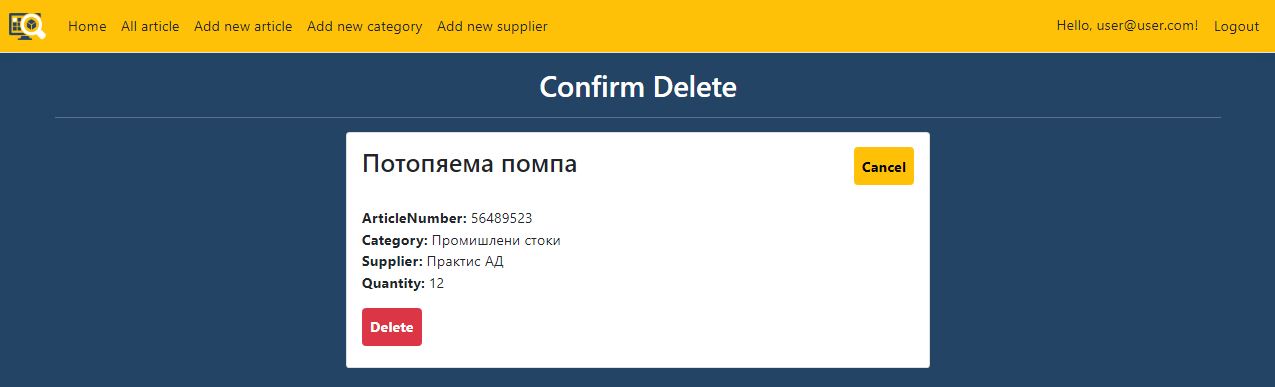 Home All article Add new article Add new category Add new supplier Hello, user@user.com! Logout
Confirm Delete
Потопяема помпа Cancel
ArticleNumber: 56489523
Category: Промишлени стоки
Supplier: Практис АД
Quantity: 12
Delete